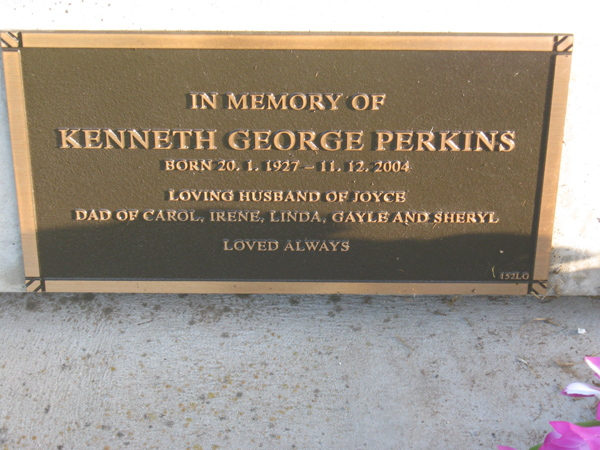 IN MEMORY OF
KENNETH GEORGE PERKINS
BORN 20. 1. 1927 – 11. 12. 2004
LOVING HUSBAND OF JOYCE
DAD OF CAROL, IRENE, LINDA, GAYLE AND SHERYL
LOVED ALWAYS
152LO